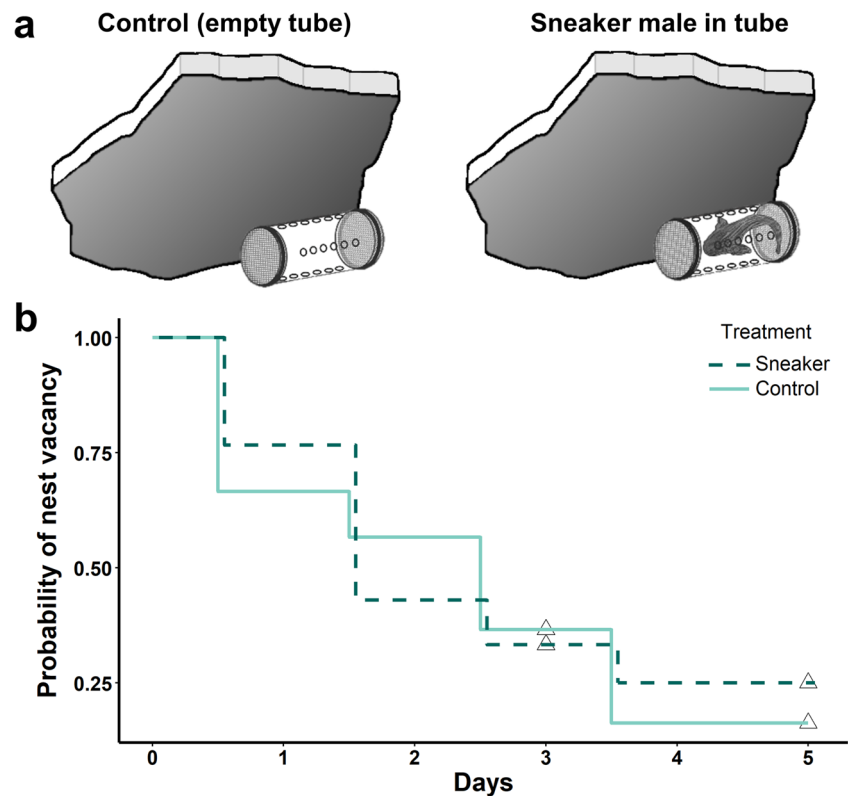 a
Control (empty tube)
Sneaker male in tube
b
Probability of nest vacancy
1.00
0.75
0.50
0.25
Treatment
Sneaker
Control
0 1 2 3 4 5
Days